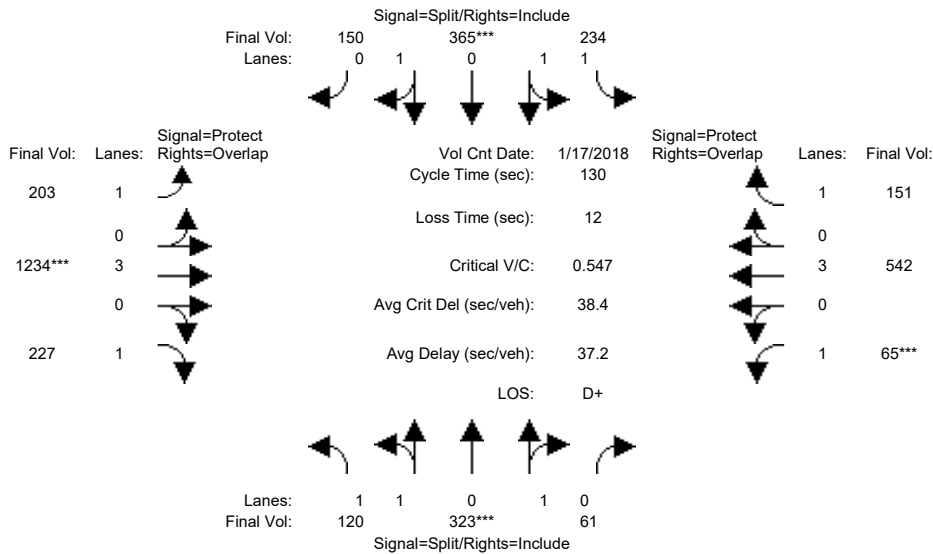 Signal=Split/Rights=Include
Final Vol: 150 365*** 234
Lanes: 0 1 0 1 1
Signal=Protect
Final Vol: Lanes: Rights=Overlap
Vol Cnt Date: 1/17/2018
Signal=Protect
Rights=Overlap Lanes: Final Vol:
Cycle Time (sec): 130
203 1
1 151
Loss Time (sec): 12
0
0
1234*** 3
Critical V/C: 0.547
3 542
0
Avg Crit Del (sec/veh): 38.4
0
227 1
Avg Delay (sec/veh): 37.2
1 65***
LOS: D+
Lanes: 1 1 0 1 0
Final Vol: 120 323*** 61
Signal=Split/Rights=Include